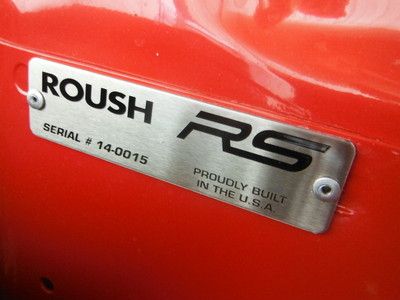 ROUSH RS
SERIAL # 14-0015
PROUDLY BUILT
IN THE U.S.A.